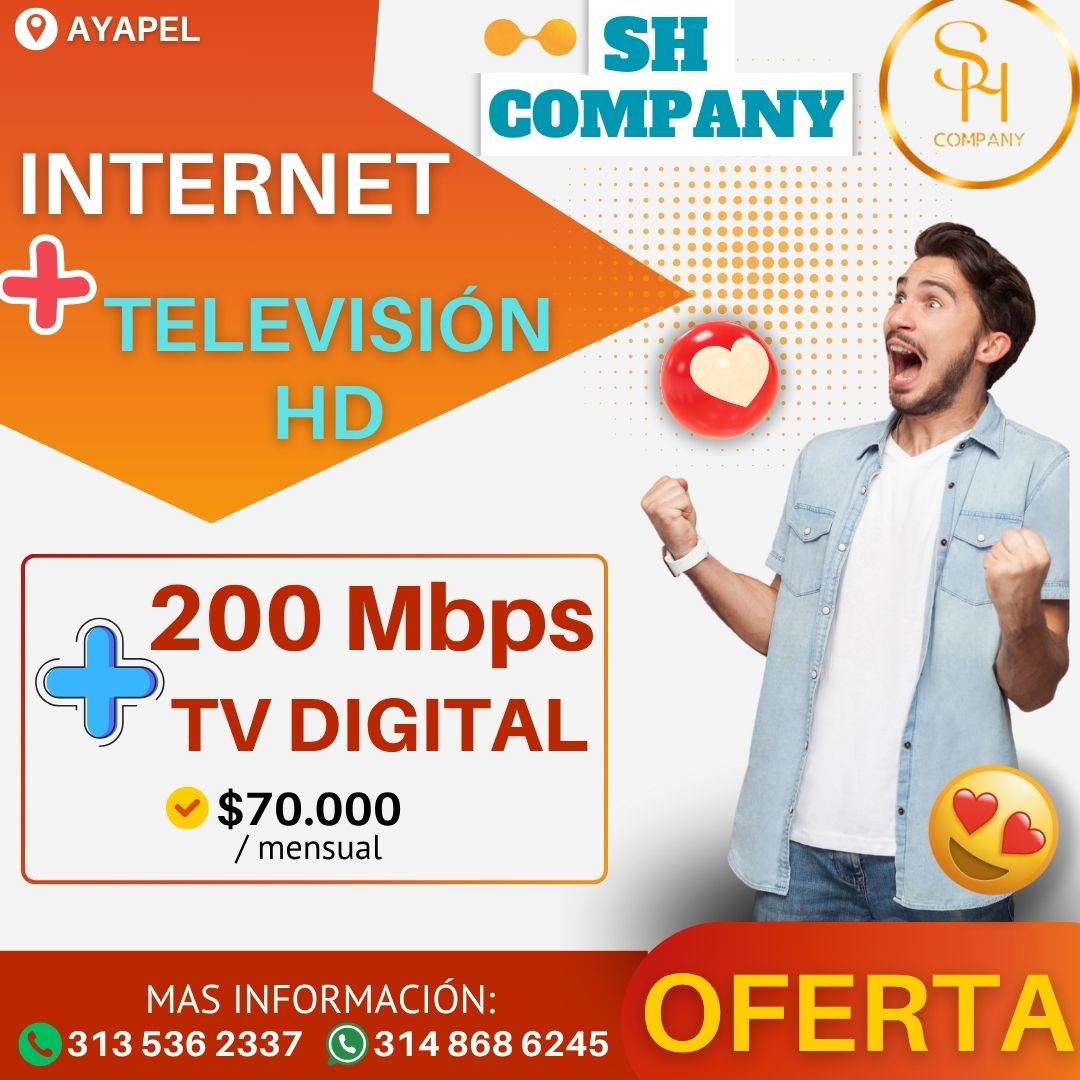 AYAPEL
SH
COMPANY
SH
COMPANY
INTERNET
TELEVISIÓN
HD
200 Mbps
TV DIGITAL
$70.000
/ mensual
MAS INFORMACIÓN:
313 536 2337 314 868 6245
OFERTA